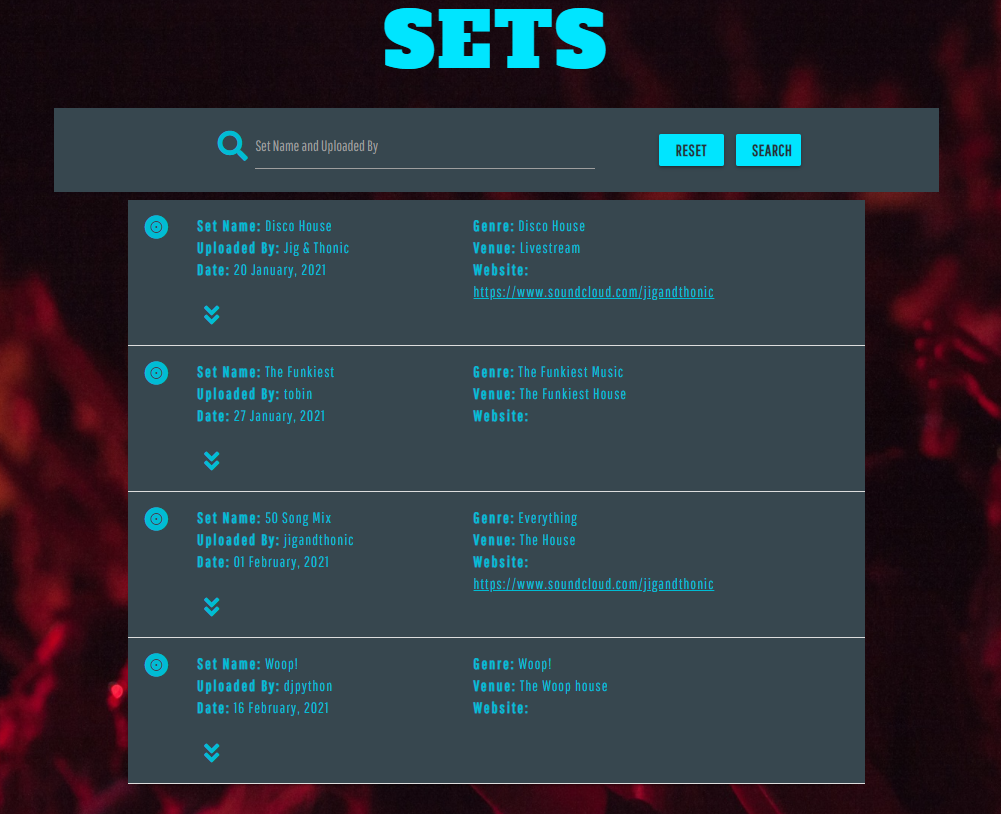 SETS
Set Name and Uploaded By
RESET
SEARCH
Set Name: Disco House
Uploaded By: Jig & Thonic
Date: 20 January, 2021
Genre: Disco House
Venue: Livestream
Website:
https://www.soundcloud.com/jigandthonic
Set Name: The Funkiest
Uploaded By: tobin
Date: 27 January, 2021
Genre: The Funkiest Music
Venue: The Funkiest House
Website:
Set Name: 50 Song Mix
Uploaded By: jigandthonic
Date: 01 February, 2021
Genre: Everything
Venue: The House
Website:
https://www.soundcloud.com/jigandthonic
Set Name: Woop!
Uploaded By: djpython
Date: 16 February, 2021
Genre: Woop!
Venue: The Woop house
Website: